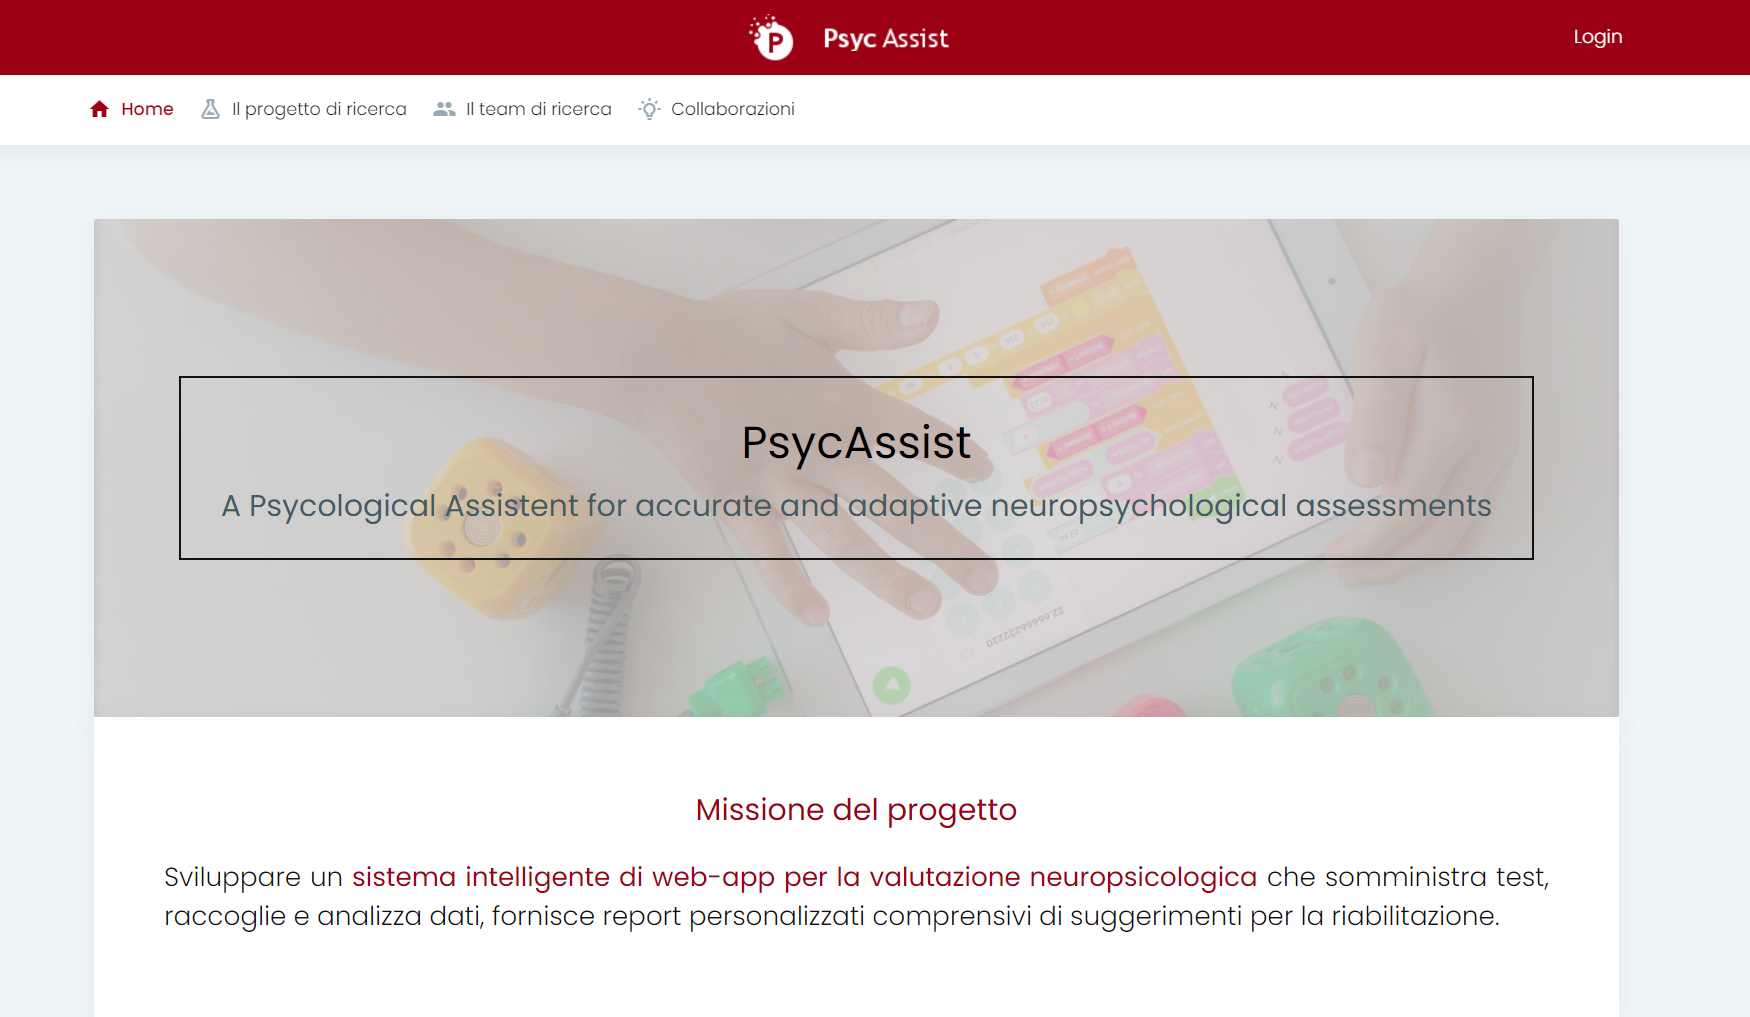 P Psyc Assist
Login
Home
Il progetto di ricerca
Il team di ricerca
Collaborazioni
PsycAssist
A Psycological Assistent for accurate and adaptive neuropsychological assessments
22.666662222220
Missione del progetto
Sviluppare un sistema intelligente di web-app per la valutazione neuropsicologica che somministra test,
raccoglie e analizza dati, fornisce report personalizzati comprensivi di suggerimenti per la riabilitazione.